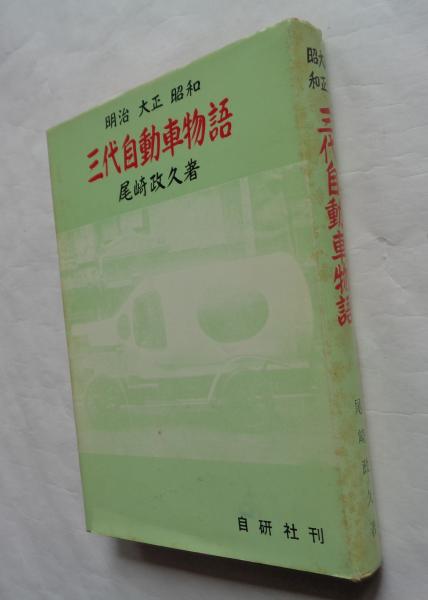 明治 大正 昭和
三代自動車物語
尾崎政久著
自研社刊
昭大
和正
三代自動車物語
尾崎政久著